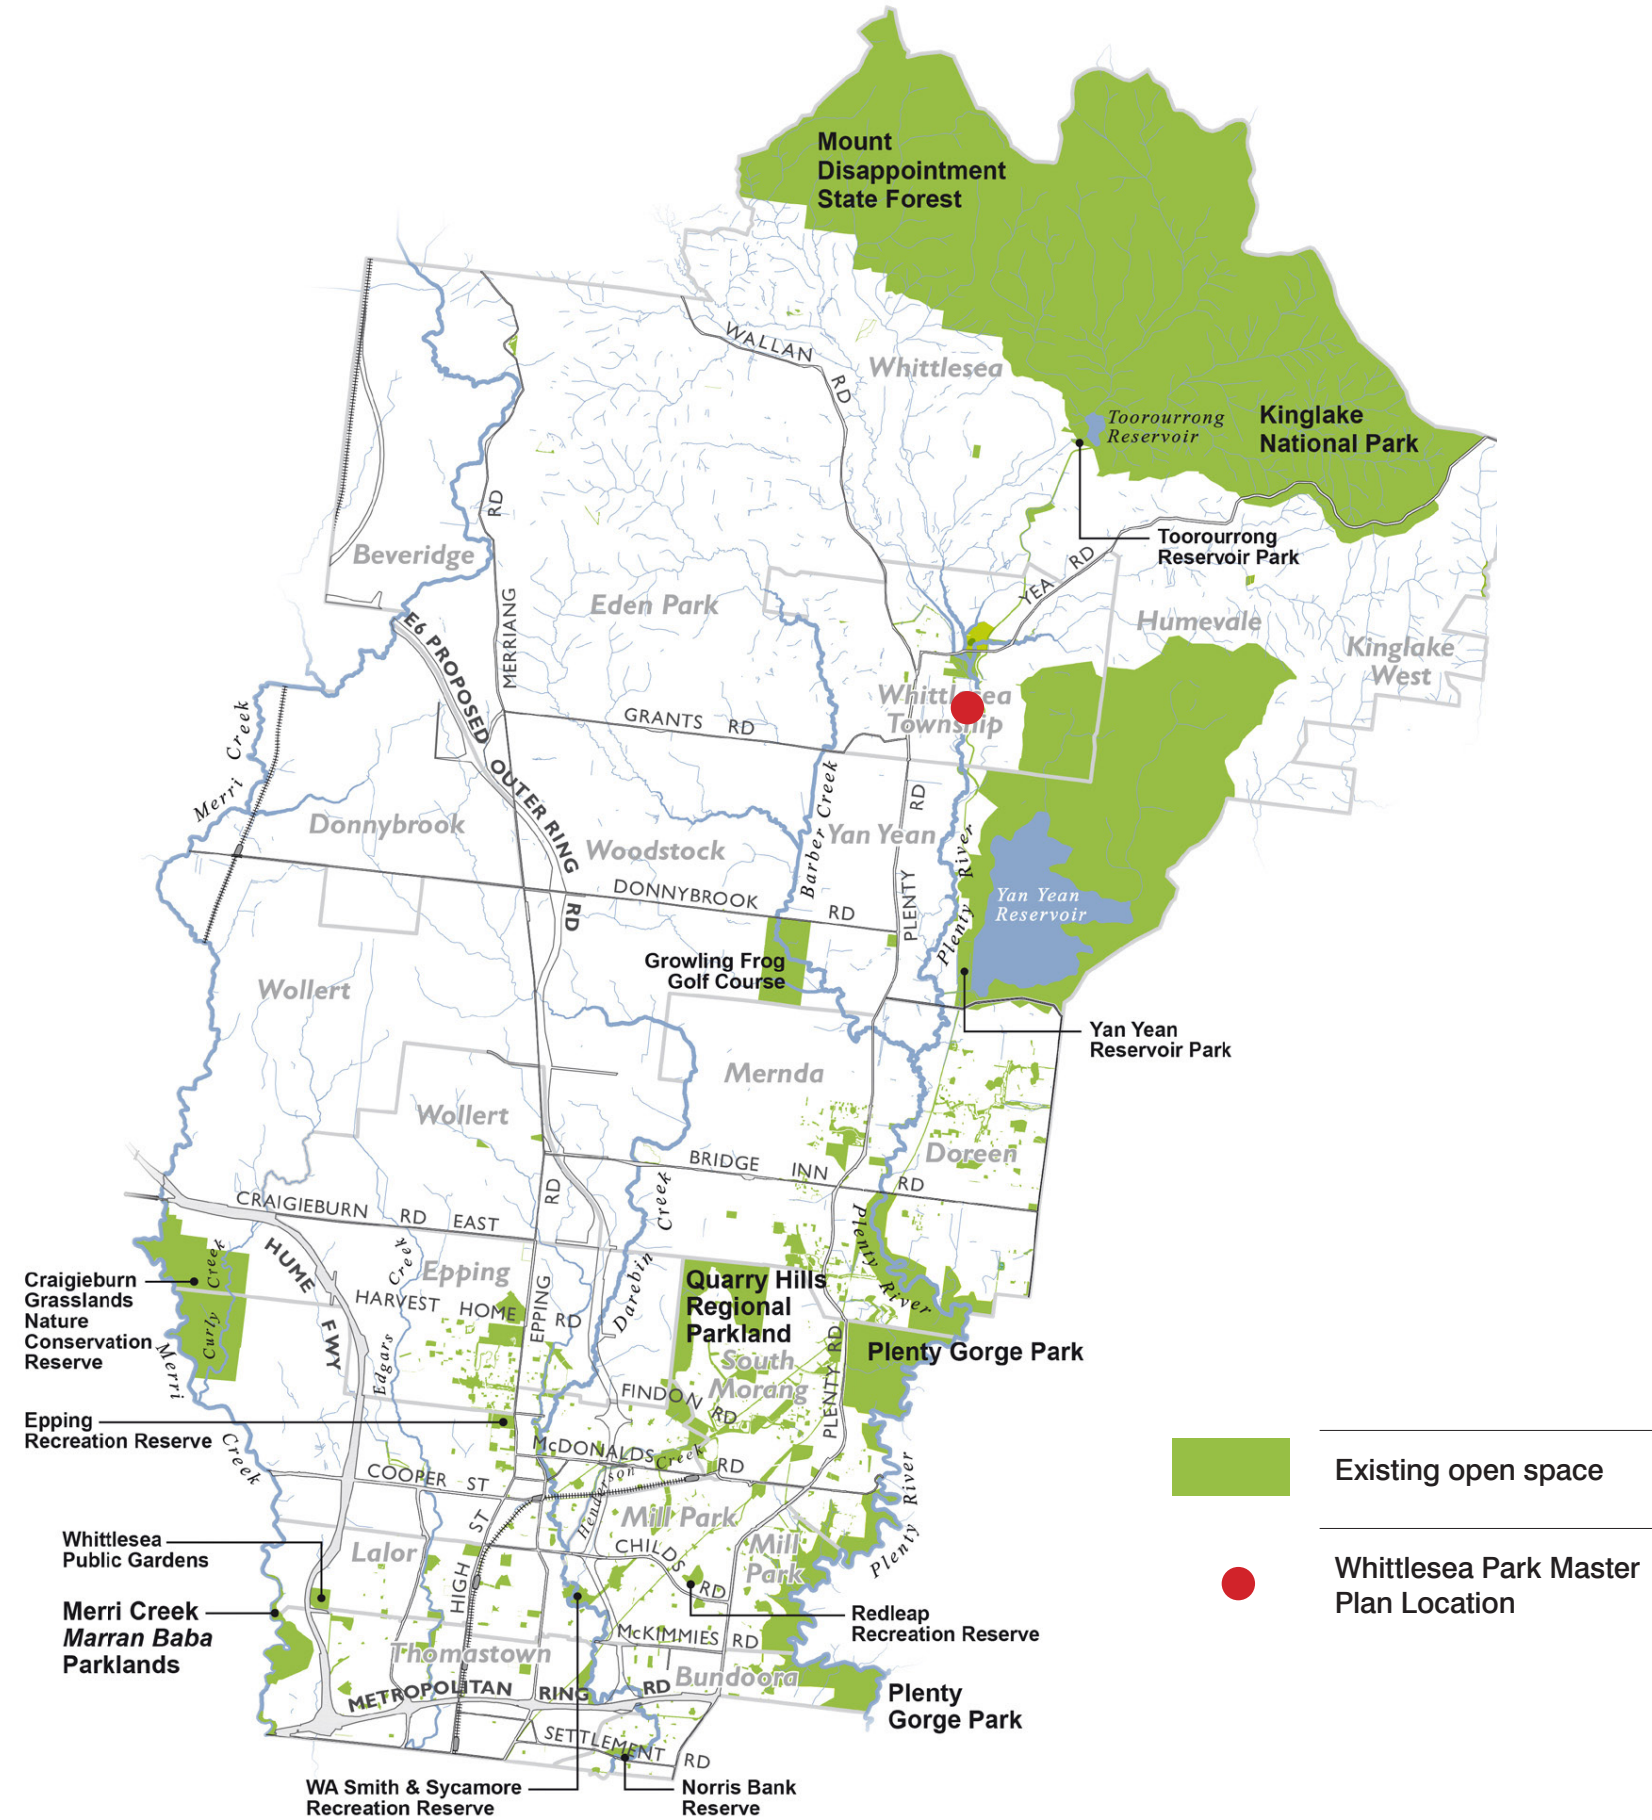 Mount
Disappointment
State Forest
WALLAN
RD
Whittlesea
Toorourrong
Reservoir
Kinglake
National Park
RD
Toorourrong
Reservoir Park
Beveridge
YEA RD
Eden Park
Humevale
Kinglake
West
MERRIANG
E6 PROPOSED
OUTER RING
RD
Whittlesea
Township
GRANTS RD
Merri Creek
Barber Creek
RD
Donnybrook
Woodstock
Yan Yean
Plenty River
Yan Yean
Reservoir
DONNYBROOK
RD
PLENTY
Plenty
Growling Frog
Golf Course
Wollert
Yan Yean
Reservoir Park
Mernda
Wollert
Doreen
BRIDGE INN
RD
CRAIGIEBURN RD EAST
RD
Creek
Darebin
Plenty River
HUME
FWY
Creek
Edgars
Epping
Craigieburn
Grasslands
Nature
Conservation
Reserve
Curly Creek
HARVEST HOME
RD
EPPING
Quarry Hills
Regional
Parkland
Plenty Gorge Park
Merri
Creek
South
Morang
PLENTY RD
FINDON
RD
Epping
Recreation Reserve
McDONALDS
RD
Henderson Creek
COOPER ST
Existing open space
Plenty River
ST
HIGH
Mill Park
Whittlesea
Public Gardens
Lalor
CHILDS
RD
Mill
Park
Whittlesea Park Master
Plan Location
Merri Creek
Marran Baba
Parklands
Redleap
Recreation Reserve
McKIMMIES RD
Thomastown
Bundoora
METROPOLITAN RING RD
Plenty
Gorge Park
SETTLEMENT RD
WA Smith & Sycamore
Recreation Reserve
Norris Bank
Reserve